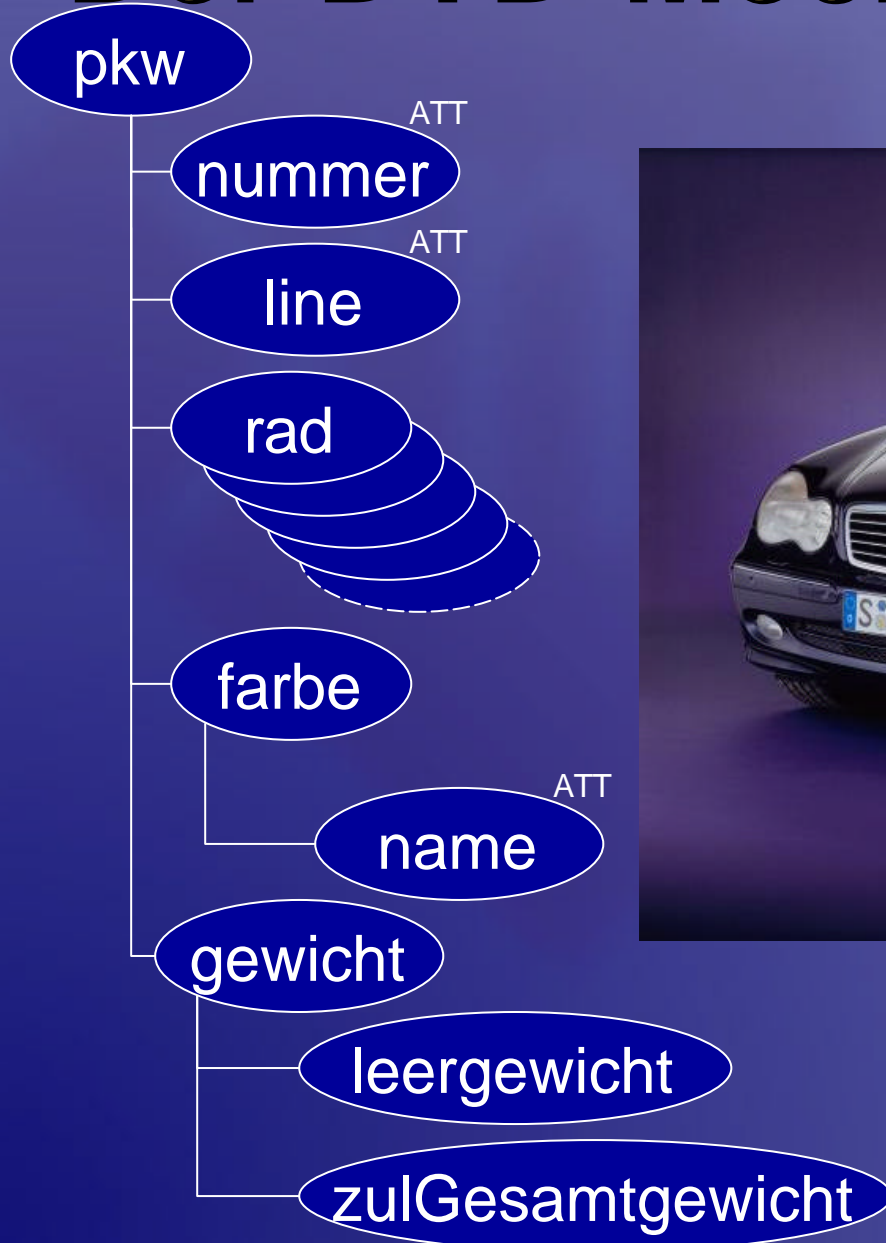 pkw
ATT
nummer
ATT
line
rad
farbe
ATT
name
gewicht
leergewicht
zulGesamtgewicht
S